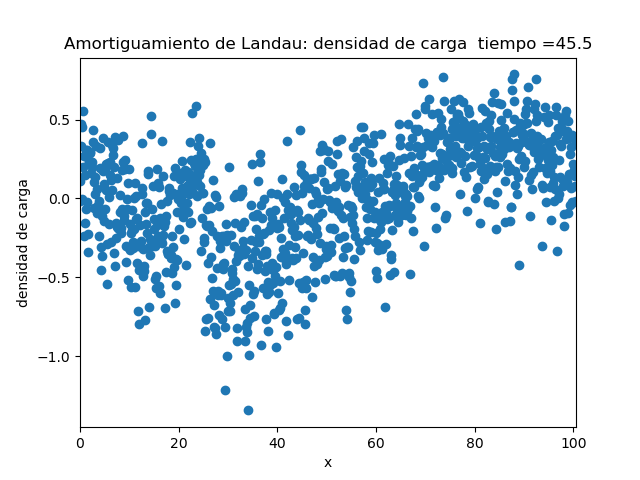 Amortiguamiento de Landau: densidad de carga  tiempo =45.5
densidad de carga
0.5
0.0
−0.5
−1.0
0 20 40 60 80 100
x